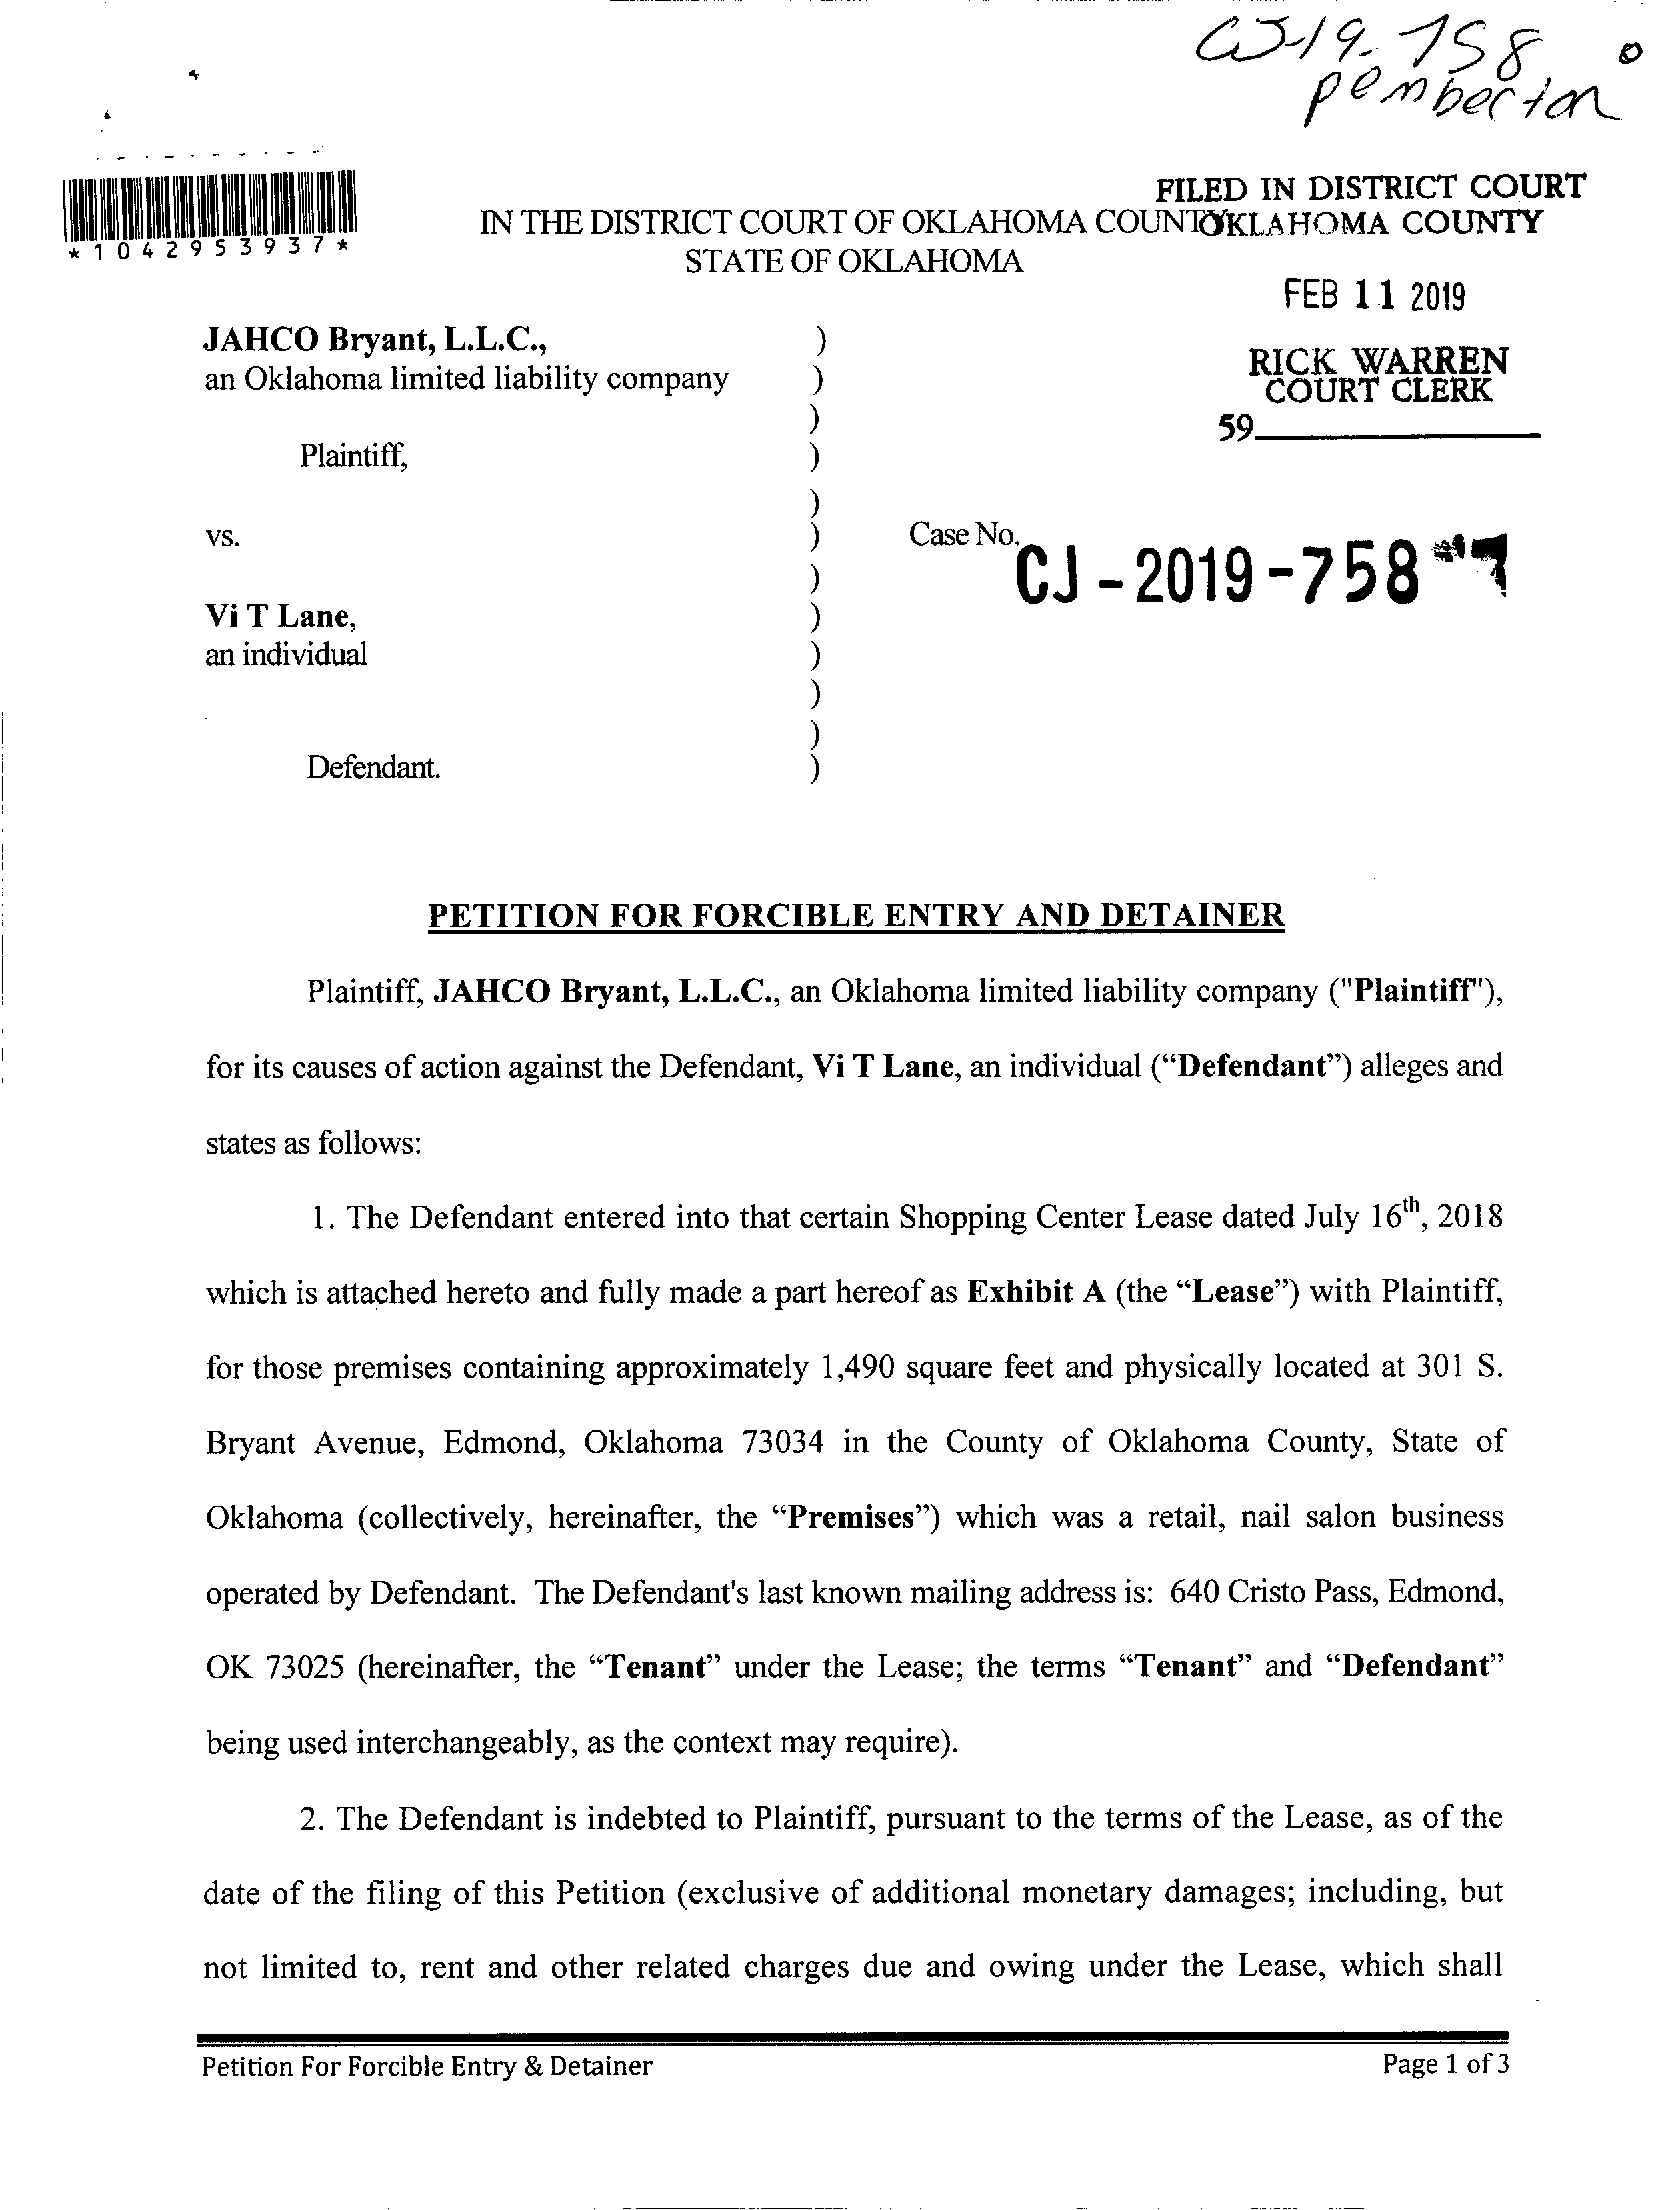 CJ-19-758
Pemberton
*1042953937*
FILED IN DISTRICT COURT
OKLAHOMA COUNTY
IN THE DISTRICT COURT OF OKLAHOMA COUNTY
STATE OF OKLAHOMA
FEB 11 2019
RICK WARREN
COURT CLERK
59
JAHCO Bryant, L.L.C., )
an Oklahoma limited liability company )
)
Plaintiff, )
)
vs. )
)
Vi T Lane, )
an individual )
)
)
Defendant. )
Case No.
CJ - 2019 - 758
PETITION FOR FORCIBLE ENTRY AND DETAINER
Plaintiff, JAHCO Bryant, L.L.C., an Oklahoma limited liability company ("Plaintiff"),
for its causes of action against the Defendant, Vi T Lane, an individual (“Defendant”) alleges and
states as follows:
1. The Defendant entered into that certain Shopping Center Lease dated July 16th, 2018
which is attached hereto and fully made a part hereof as Exhibit A (the “Lease”) with Plaintiff,
for those premises containing approximately 1,490 square feet and physically located at 301 S.
Bryant Avenue, Edmond, Oklahoma 73034 in the County of Oklahoma County, State of
Oklahoma (collectively, hereinafter, the “Premises”) which was a retail, nail salon business
operated by Defendant. The Defendant's last known mailing address is: 640 Cristo Pass, Edmond,
OK 73025 (hereinafter, the “Tenant” under the Lease; the terms “Tenant” and “Defendant”
being used interchangeably, as the context may require).
2. The Defendant is indebted to Plaintiff, pursuant to the terms of the Lease, as of the
date of the filing of this Petition (exclusive of additional monetary damages; including, but
not limited to, rent and other related charges due and owing under the Lease, which shall
Petition For Forcible Entry & Detainer
Page 1 of 3